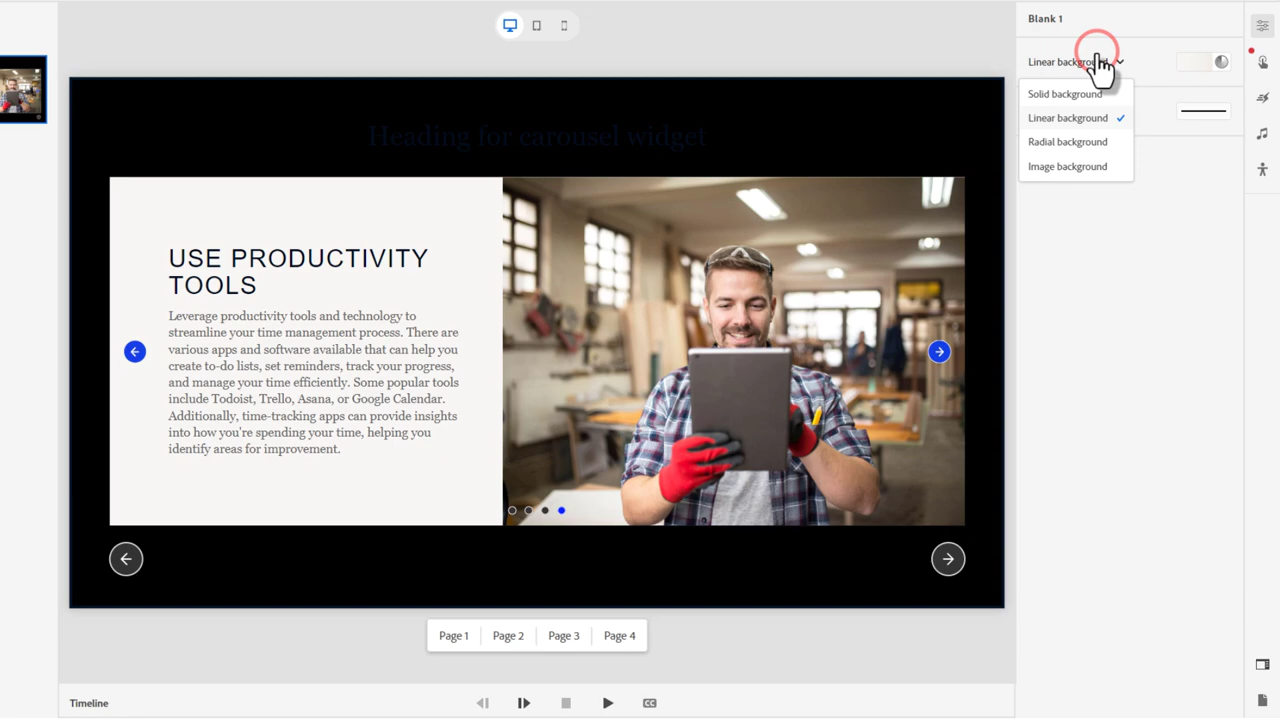 Blank 1
Linear background
Solid background
Linear background
Radial background
Image background
Heading for carousel widget
USE PRODUCTIVITY
TOOLS
Leverage productivity tools and technology to
streamline your time management process. There are
various apps and software available that can help you
create to-do lists, set reminders, track your progress,
and manage your time efficiently. Some popular tools
include Todoist, Trello, Asana, or Google Calendar.
Additionally, time-tracking apps can provide insights
into how you're spending your time, helping you
identify areas for improvement.
Page 1 Page 2 Page 3 Page 4
Timeline
CC